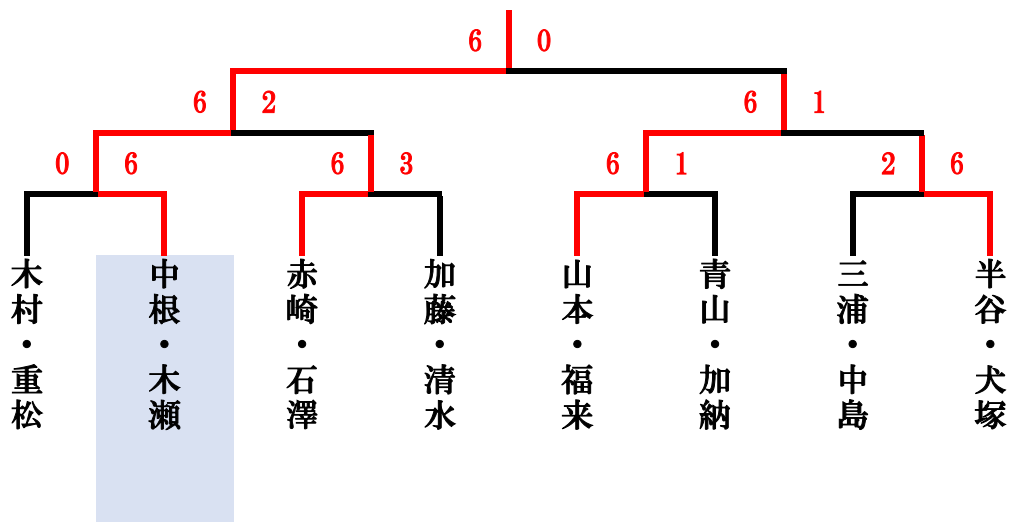 6 0
6 2 6 1
0 6 6 3 6 1 2 6
木村・重松
中根・木瀬
赤崎・石澤
加藤・清水
山本・福来
青山・加納
三浦・中島
半谷・犬塚